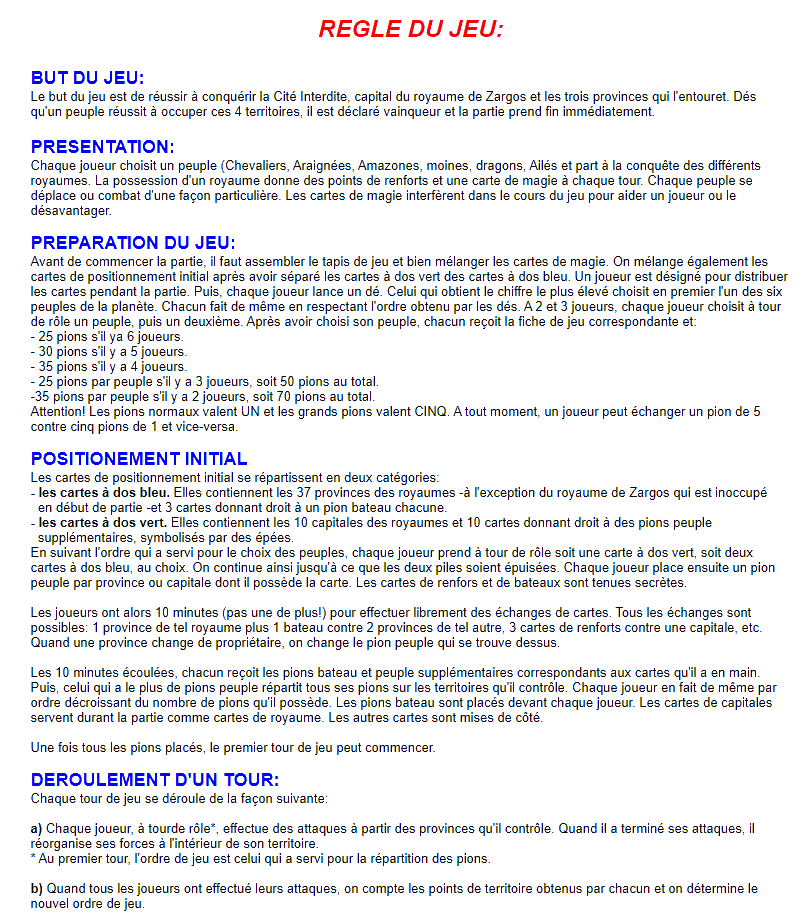 REGLE DU JEU:
BUT DU JEU:
Le but du jeu est de réussir à conquérir la Cité Interdite, capital du royaume de Zargos et les trois provinces qui l'entouret. Dés
qu'un peuple réussit à occuper ces 4 territoires, il est déclaré vainqueur et la partie prend fin immédiatement.
PRESENTATION:
Chaque joueur choisit un peuple (Chevaliers, Araignées, Amazones, moines, dragons, Ailés et part à la conquête des différents
royaumes. La possession d'un royaume donne des points de renforts et une carte de magie à chaque tour. Chaque peuple se
déplace ou combat d'une façon particulière. Les cartes de magie interfèrent dans le cours du jeu pour aider un joueur ou le
désavantager.
PREPARATION DU JEU:
Avant de commencer la partie, il faut assembler le tapis de jeu et bien mélanger les cartes de magie. On mélange également les
cartes de positionnement initial après avoir séparé les cartes à dos vert des cartes à dos bleu. Un joueur est désigné pour distribuer
les cartes pendant la partie. Puis, chaque joueur lance un dé. Celui qui obtient le chiffre le plus élevé choisit en premier l'un des six
peuples de la planète. Chacun fait de même en respectant l'ordre obtenu par les dés. A 2 et 3 joueurs, chaque joueur choisit à tour
de rôle un peuple, puis un deuxième. Après avoir choisi son peuple, chacun reçoit la fiche de jeu correspondante et:
- 25 pions s'il ya 6 joueurs.
- 30 pions s'il y a 5 joueurs.
- 35 pions s'il y a 4 joueurs.
- 25 pions par peuple s'il y a 3 joueurs, soit 50 pions au total.
-35 pions par peuple s'il y a 2 joueurs, soit 70 pions au total.
Attention! Les pions normaux valent UN et les grands pions valent CINQ. A tout moment, un joueur peut échanger un pion de 5
contre cinq pions de 1 et vice-versa.
POSITIONEMENT INITIAL
Les cartes de positionnement initial se répartissent en deux catégories:
- les cartes à dos bleu. Elles contiennent les 37 provinces des royaumes -à l'exception du royaume de Zargos qui est inoccupé
en début de partie -et 3 cartes donnant droit à un pion bateau chacune.
- les cartes à dos vert. Elles contiennent les 10 capitales des royaumes et 10 cartes donnant droit à des pions peuple
supplémentaires, symbolisés par des épées.
En suivant l'ordre qui a servi pour le choix des peuples, chaque joueur prend à tour de rôle soit une carte à dos vert, soit deux
cartes à dos bleu, au choix. On continue ainsi jusqu'à ce que les deux piles soient épuisées. Chaque joueur place ensuite un pion
peuple par province ou capitale dont il possède la carte. Les cartes de renfors et de bateaux sont tenues secrètes.
Les joueurs ont alors 10 minutes (pas une de plus!) pour effectuer librement des échanges de cartes. Tous les échanges sont
possibles: 1 province de tel royaume plus 1 bateau contre 2 provinces de tel autre, 3 cartes de renforts contre une capitale, etc.
Quand une province change de propriétaire, on change le pion peuple qui se trouve dessus.
Les 10 minutes écoulées, chacun reçoit les pions bateau et peuple supplémentaires correspondants aux cartes qu'il a en main.
Puis, celui qui a le plus de pions peuple répartit tous ses pions sur les territoires qu'il contrôle. Chaque joueur en fait de même par
ordre décroissant du nombre de pions qu'il possède. Les pions bateau sont placés devant chaque joueur. Les cartes de capitales
servent durant la partie comme cartes de royaume. Les autres cartes sont mises de côté.
Une fois tous les pions placés, le premier tour de jeu peut commencer.
DEROULEMENT D'UN TOUR:
Chaque tour de jeu se déroule de la façon suivante:
a) Chaque joueur, à tourde rôle*, effectue des attaques à partir des provinces qu'il contrôle. Quand il a terminé ses attaques, il
réorganise ses forces à l'intérieur de son territoire.
* Au premier tour, l'ordre de jeu est celui qui a servi pour la répartition des pions.
b) Quand tous les joueurs ont effectué leurs attaques, on compte les points de territoire obtenus par chacun et on détermine le
nouvel ordre de jeu.